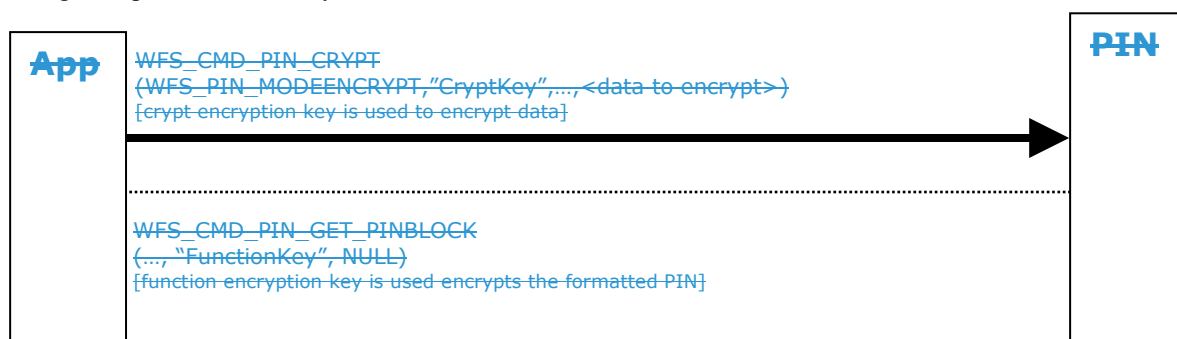 App
PIN
WFS_CMD_PIN_CRYPT
(WFS_PIN_MODEENCRYPT,”CryptKey”,…,<data to encrypt>)
[crypt encryption key is used to encrypt data]
WFS_CMD_PIN_GET_PINBLOCK
(…, “FunctionKey”, NULL)
[function encryption key is used encrypts the formatted PIN]